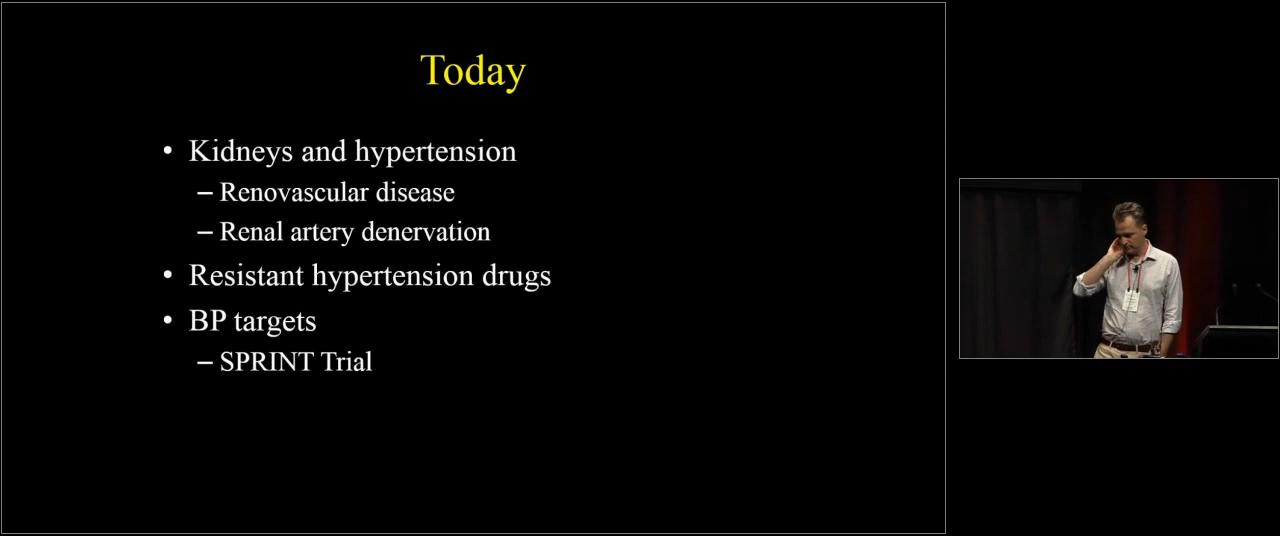 Today
• Kidneys and hypertension
– Renovascular disease
– Renal artery denervation
• Resistant hypertension drugs
• BP targets
– SPRINT Trial